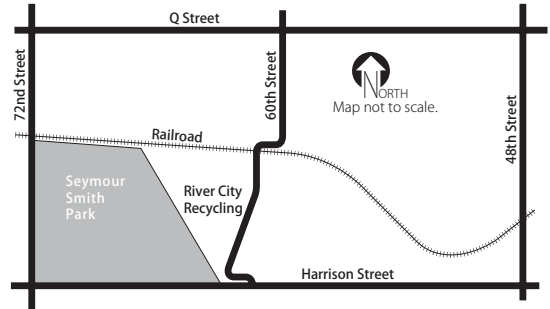 Q Street
72nd Street
60th Street
48th Street
NORTH
Map not to scale.
Railroad
Seymour
Smith
Park
River City
Recycling
Harrison Street